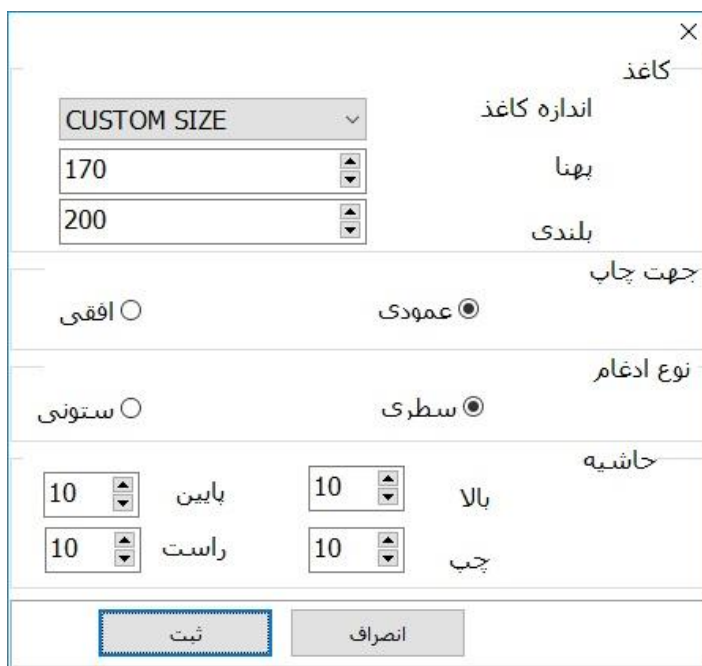 کاغذ
اندازه کاغذ CUSTOM SIZE
پهنا 170
بلندی 200
جهت چاپ
عمودی افقی
نوع ادغام
سطری ستونی
حاشیه
بالا 10 پایین 10
چپ 10 راست 10
انصراف ثبت